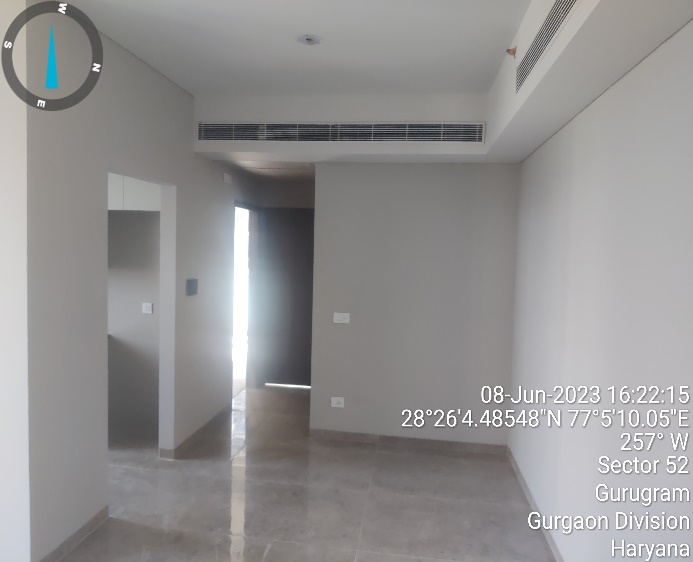 W
S
N
E
08-Jun-2023 16:22:15
28°26'4.48548"N 77°5'10.05"E
257° W
Sector 52
Gurugram
Gurgaon Division
Haryana